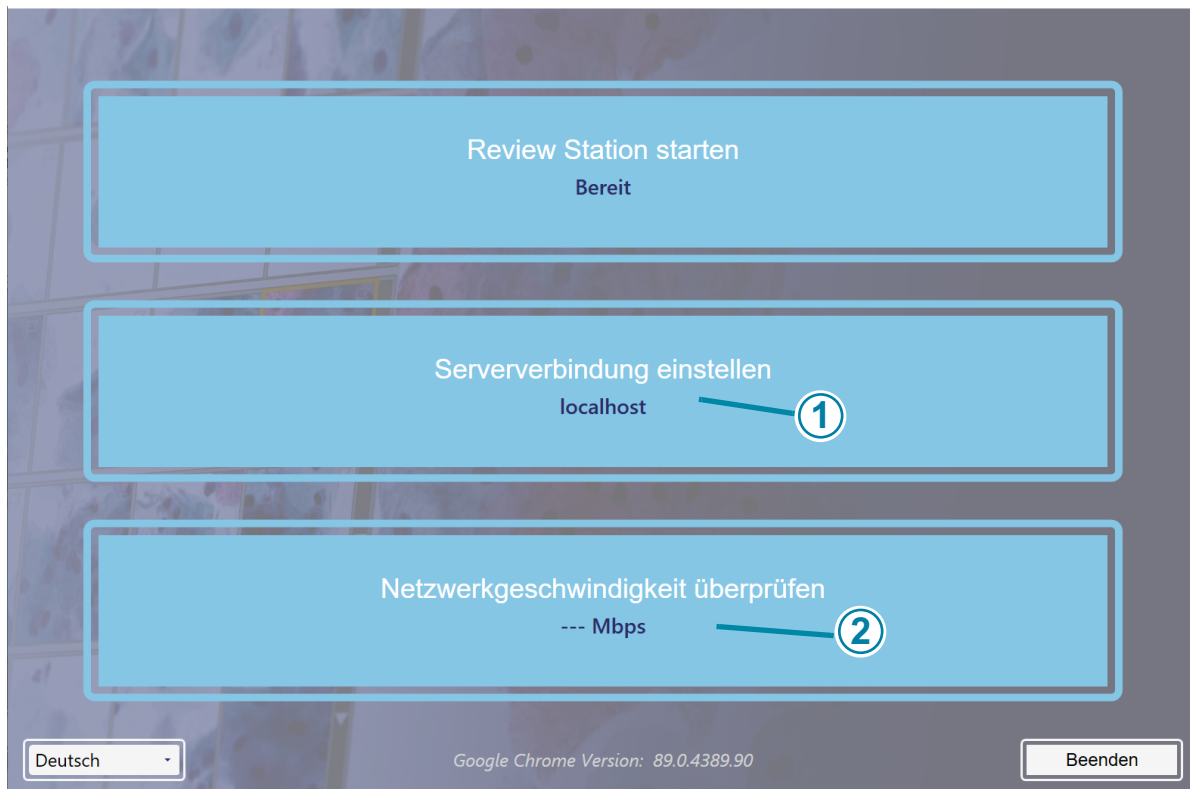 Review Station starten
Bereit
Serververbindung einstellen
localhost
1
Netzwerkgeschwindigkeit überprüfen
--- Mbps
2
Deutsch
Google Chrome Version: 89.0.4389.90
Beenden